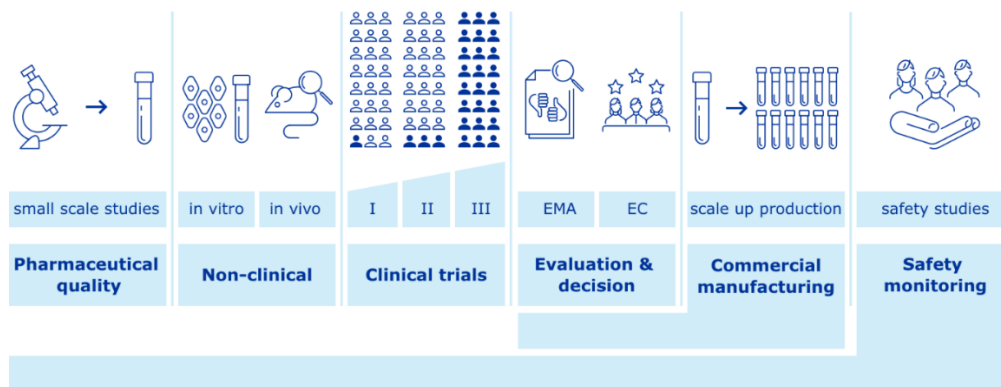 small scale studies
in vitro
in vivo
I
II
III
EMA
EC
scale up production
safety studies
Pharmaceutical
quality
Non-clinical
Clinical trials
Evaluation &
decision
Commercial
manufacturing
Safety
monitoring